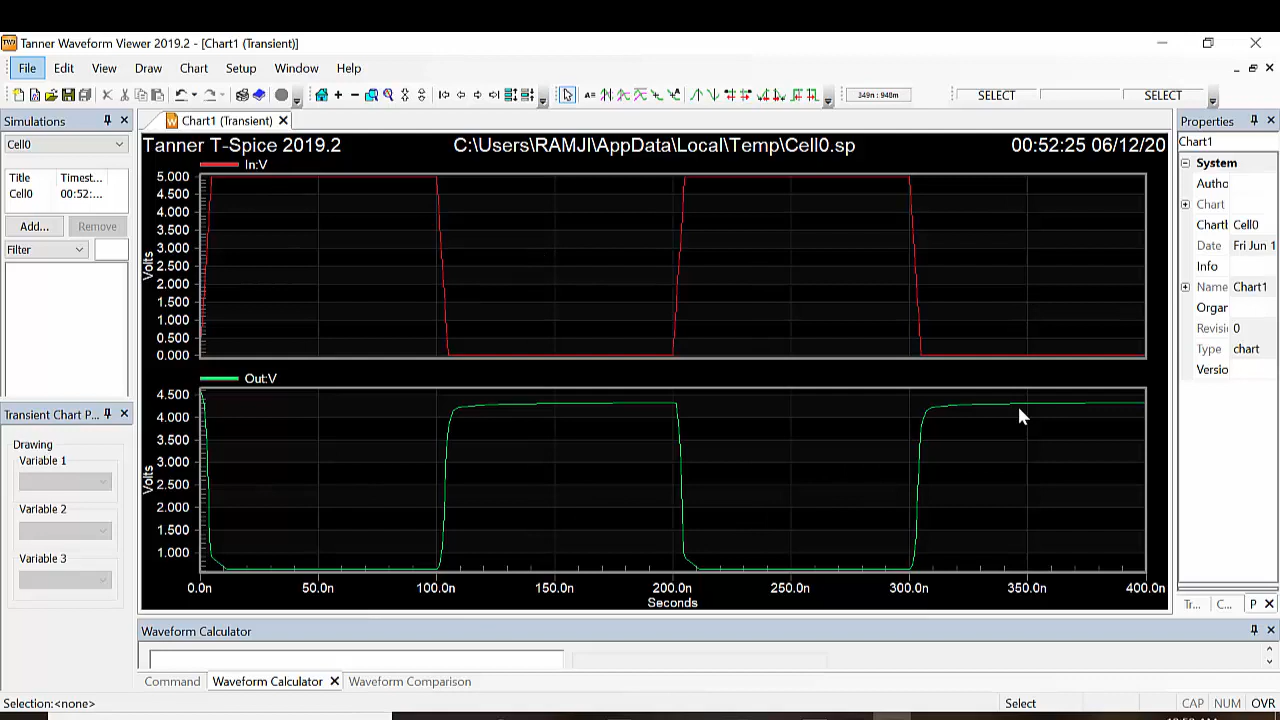 Tanner Waveform Viewer 2019.2 - [Chart1 (Transient)]
File Edit View Draw Chart Setup Window Help
349n : 940m
SELECT SELECT
Simulations
Chart1 (Transient)
Properties
Cell0
Tanner T-Spice 2019.2 C:\Users\RAMJI\AppData\Local\Temp\Cell0.sp 00:52:25 06/12/20
Chart1
In:V
System
Title Timest...
Cell0 00:52:...
Autho
Chart
Add... Remove
Chartl Cell0
Filter
Date Fri Jun 1
Info
Name Chart1
Organ
Revisi 0
Type chart
Versio
5.000
4.500
4.000
3.500
3.000
2.500
2.000
1.500
1.000
0.500
0.000
Volts
Out:V
4.500
4.000
3.500
3.000
2.500
2.000
1.500
1.000
Volts
0.0n 50.0n 100.0n 150.0n 200.0n 250.0n 300.0n 350.0n 400.0n
Seconds
Transient Chart P...
Drawing
Variable 1
Variable 2
Variable 3
Tr... C... P
Waveform Calculator
Command Waveform Calculator Waveform Comparison
Selection:<none> Select CAP NUM OVR